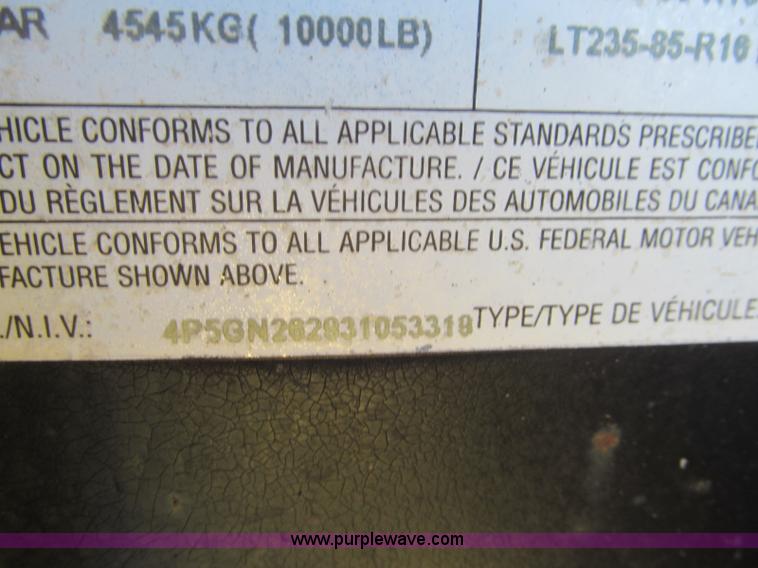 AR 4545KG( 10000LB)
LT235-85-R16
HICLE CONFORMS TO ALL APPLICABLE STANDARDS PRESCRIBE
CT ON THE DATE OF MANUFACTURE. / CE VÉHICULE EST CONFO
DU RÈGLEMENT SUR LA VÉHICULES DES AUTOMOBILES DU CANA
EHICLE CONFORMS TO ALL APPLICABLE U.S. FEDERAL MOTOR VEH
FACTURE SHOWN ABOVE.
./N.I.V.: 4P5GN262931053318 TYPE/TYPE DE VÉHICULE
www.purplewave.com